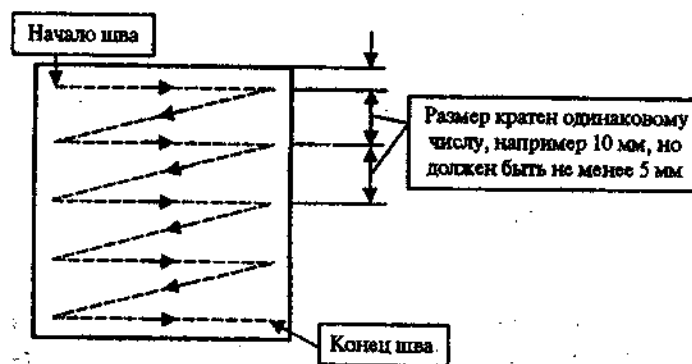 Начало шва
Размер кратен одинаковому
числу, например 10 мм, но
должен быть не менее 5 мм
Конец шва